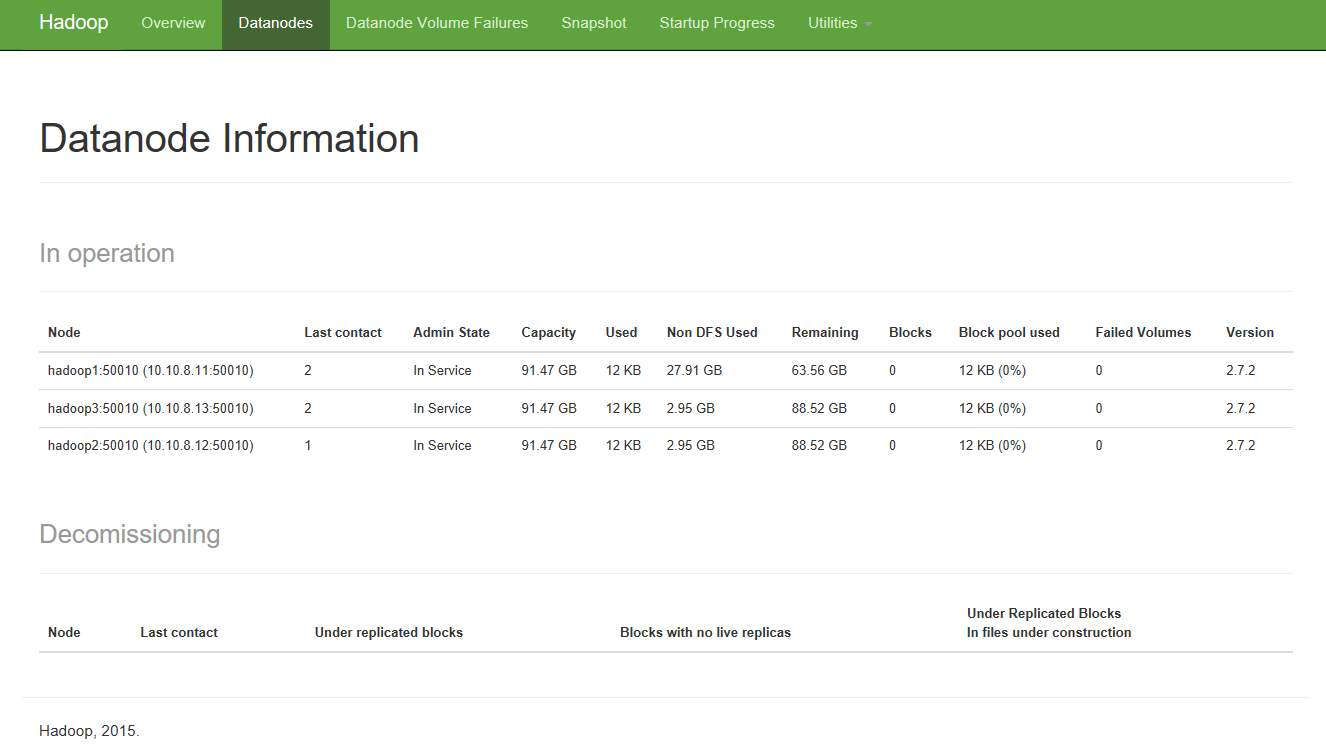 Hadoop Overview Datanodes Datanode Volume Failures Snapshot Startup Progress Utilities
Datanode Information
In operation
Node Last contact Admin State Capacity Used Non DFS Used Remaining Blocks Block pool used Failed Volumes Version
hadoop1:50010 (10.10.8.11:50010) 2 In Service 91.47 GB 12 KB 27.91 GB 63.56 GB 0 12 KB (0%) 0 2.7.2
hadoop3:50010 (10.10.8.13:50010) 2 In Service 91.47 GB 12 KB 2.95 GB 88.52 GB 0 12 KB (0%) 0 2.7.2
hadoop2:50010 (10.10.8.12:50010) 1 In Service 91.47 GB 12 KB 2.95 GB 88.52 GB 0 12 KB (0%) 0 2.7.2
Decomissioning
Node Last contact Under replicated blocks Blocks with no live replicas Under Replicated Blocks
In files under construction
Hadoop, 2015.